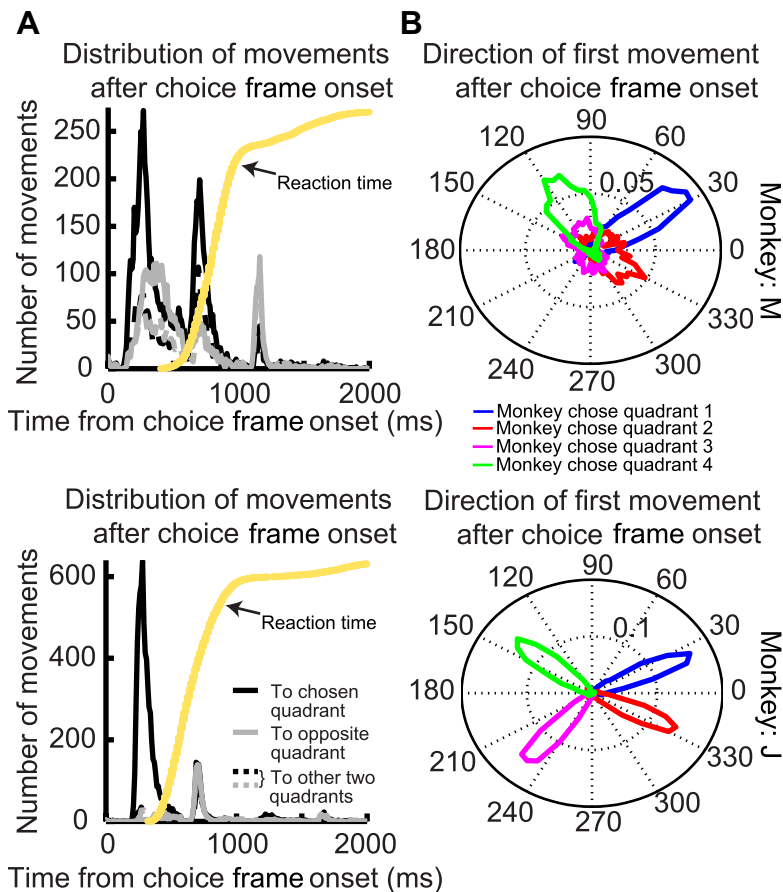 A
Distribution of movements
after choice frame onset
250
200
150
100
50
0
Number of movements
Reaction time
0
1000
2000
Time from choice frame onset (ms)
B
Direction of first movement
after choice frame onset
90
120
60
150
0.05
30
180
0
210
330
240
300
270
Monkey: M
Monkey chose quadrant 1
Monkey chose quadrant 2
Monkey chose quadrant 3
Monkey chose quadrant 4
Distribution of movements
after choice frame onset
600
400
200
0
Number of movements
Reaction time
To chosen
quadrant
To opposite
quadrant
} To other two
quadrants
0
1000
2000
Time from choice frame onset (ms)
Direction of first movement
after choice frame onset
90
120
60
150
0.1
30
180
0
210
330
240
300
270
Monkey: J